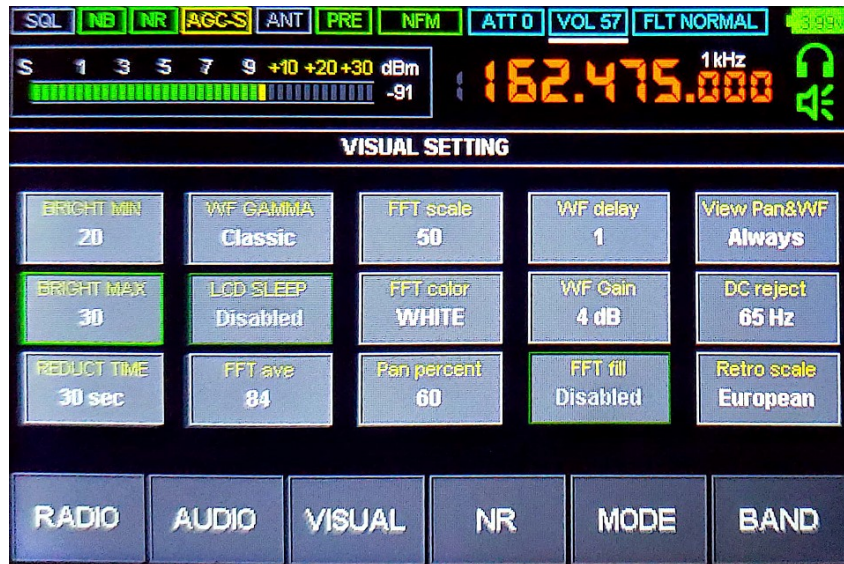 SQL NB NR AGC-S ANT PRE NFM ATT 0 VOL 57 FLT NORMAL 3.99V
S 1 3 5 7 9 +10 +20 +30 dBm
-91
162.475.000
1kHz
VISUAL SETTING
BRIGHT MIN
20
WF GAMMA
Classic
FFT scale
50
WF delay
1
View Pan&WF
Always
BRIGHT MAX
30
LCD SLEEP
Disabled
FFT color
WHITE
WF Gain
4 dB
DC reject
65 Hz
REDUCT TIME
30 sec
FFT ave
84
Pan percent
60
FFT fill
Disabled
Retro scale
European
RADIO AUDIO VISUAL NR MODE BAND